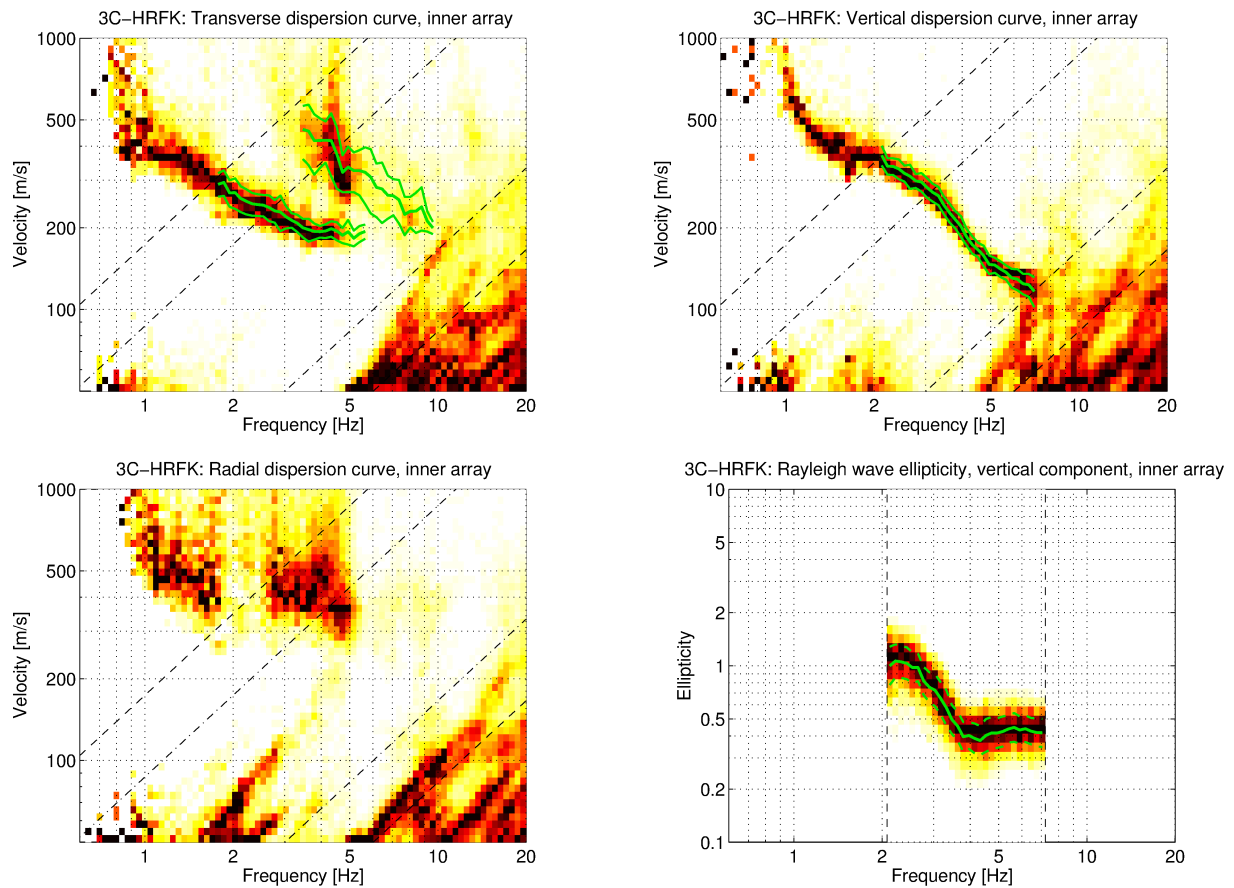 3C−HRFK: Transverse dispersion curve, inner array
1000
500
200
100
Velocity [m/s]
1 2 5 10 20
Frequency [Hz]
3C−HRFK: Vertical dispersion curve, inner array
1000
500
200
100
Velocity [m/s]
1 2 5 10 20
Frequency [Hz]
3C−HRFK: Radial dispersion curve, inner array
1000
500
200
100
Velocity [m/s]
1 2 5 10 20
Frequency [Hz]
3C−HRFK: Rayleigh wave ellipticity, vertical component, inner array
10
5
2
1
0.5
0.2
0.1
Ellipticity
1 2 5 10 20
Frequency [Hz]